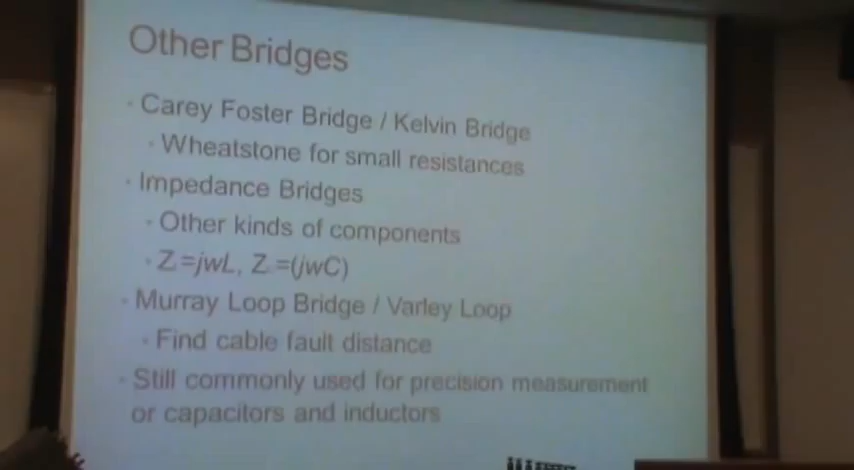 Other Bridges
Carey Foster Bridge / Kelvin Bridge
Wheatstone for small resistances
Impedance Bridges
Other kinds of components
Z =jwL, Z =(jwC)
Murray Loop Bridge / Varley Loop
Find cable fault distance
Still commonly used for precision measurement
or capacitors and inductors